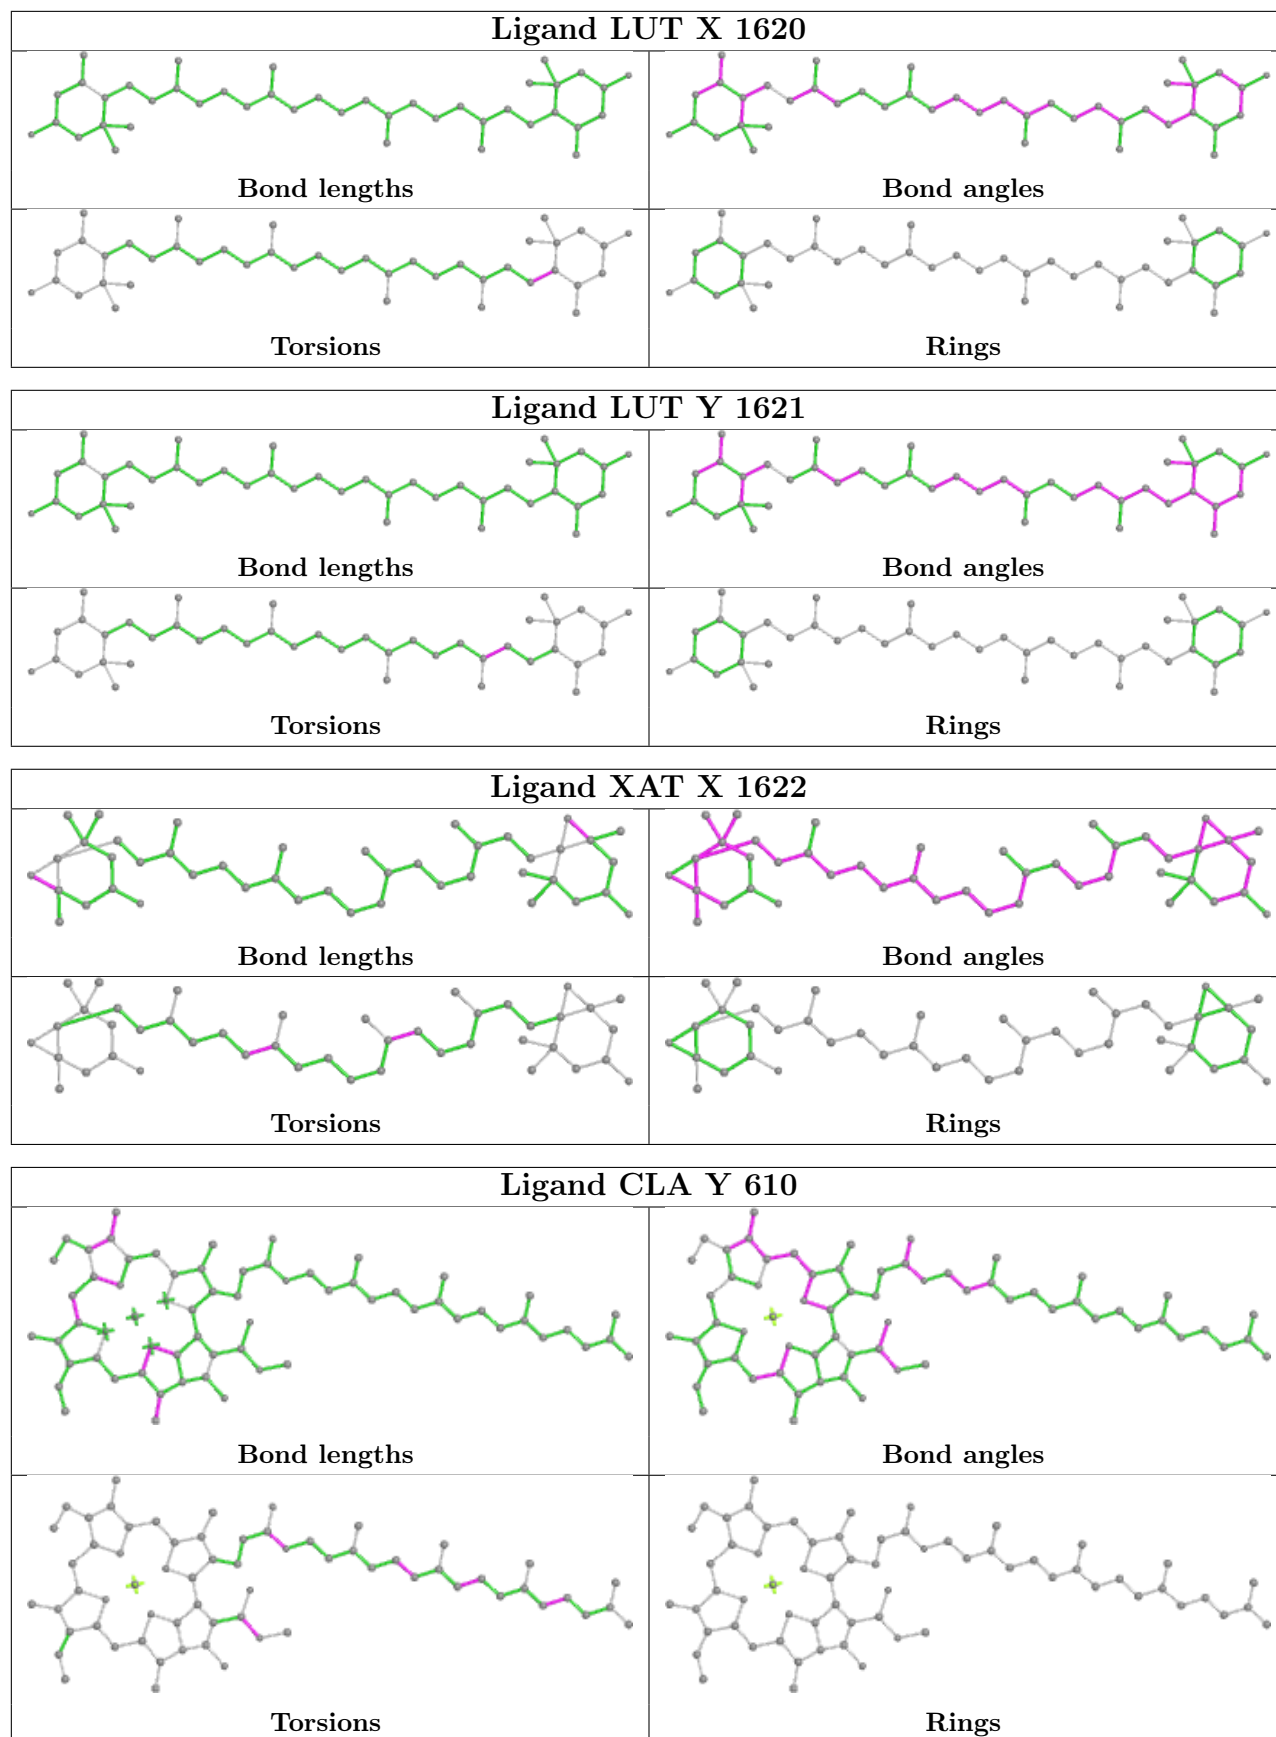 Ligand LUT X 1620
Bond lengths
Bond angles
Torsions
Rings
Ligand LUT Y 1621
Bond lengths
Bond angles
Torsions
Rings
Ligand XAT X 1622
Bond lengths
Bond angles
Torsions
Rings
Ligand CLA Y 610
Bond lengths
Bond angles
Torsions
Rings